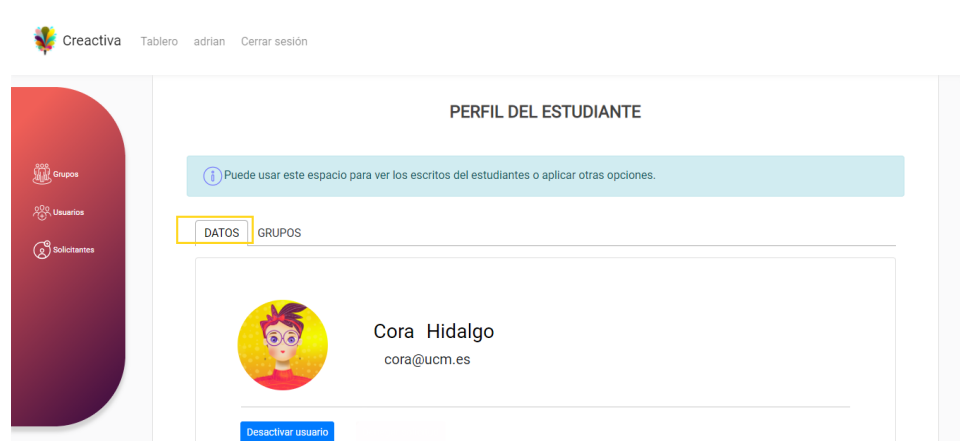 Creactiva Tablero adrian Cerrar sesión
PERFIL DEL ESTUDIANTE
Grupos
Usuarios
Solicitantes
Puede usar este espacio para ver los escritos del estudiantes o aplicar otras opciones.
DATOS GRUPOS
Cora Hidalgo
cora@ucm.es
Desactivar usuario